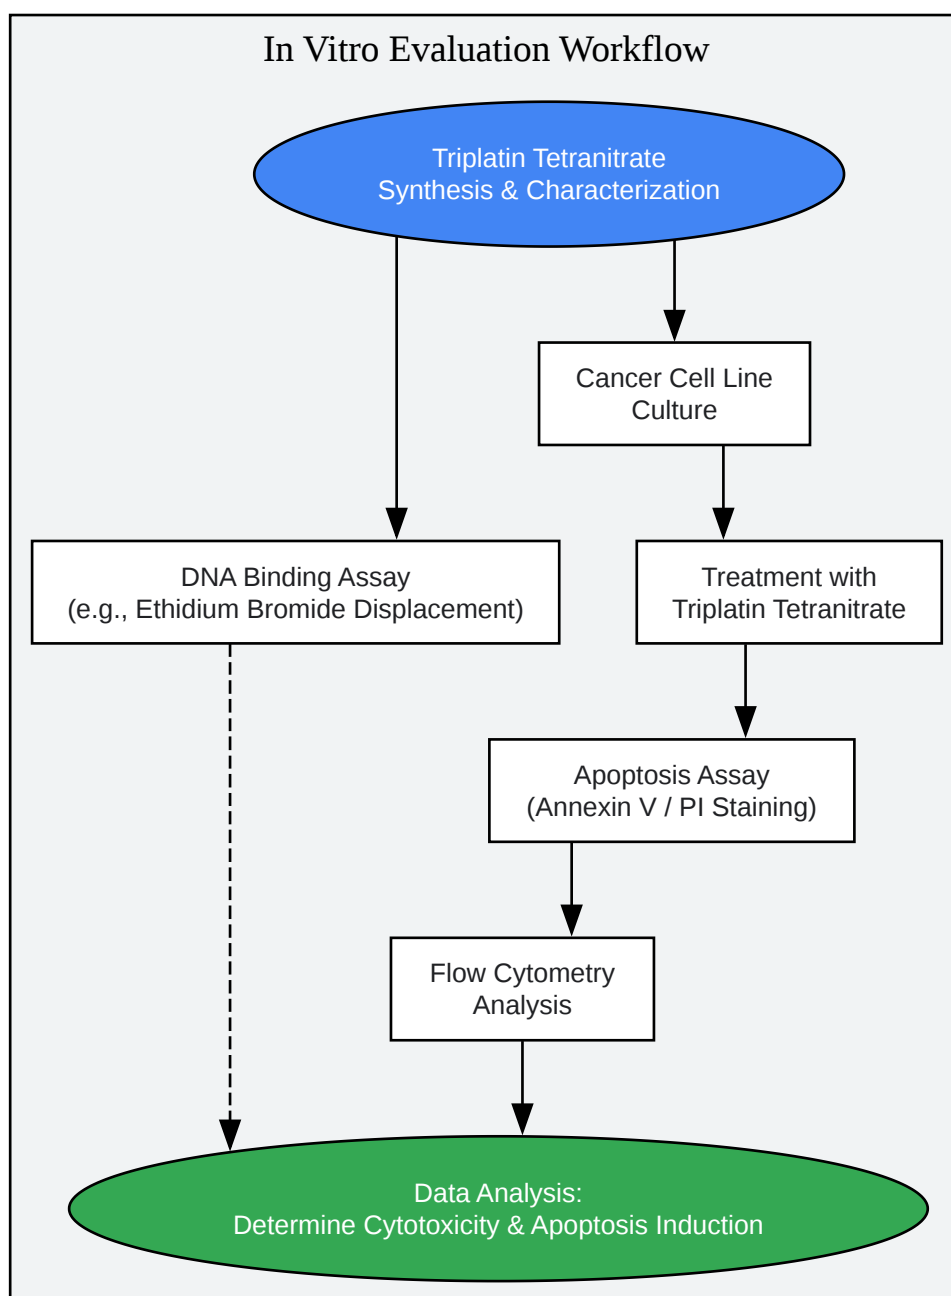 In Vitro Evaluation Workflow
Triplatin Tetranitrate
Synthesis & Characterization
Cancer Cell Line
Culture
DNA Binding Assay
(e.g., Ethidium Bromide Displacement)
Treatment with
Triplatin Tetranitrate
Apoptosis Assay
(Annexin V / PI Staining)
Flow Cytometry
Analysis
Data Analysis:
Determine Cytotoxicity & Apoptosis Induction